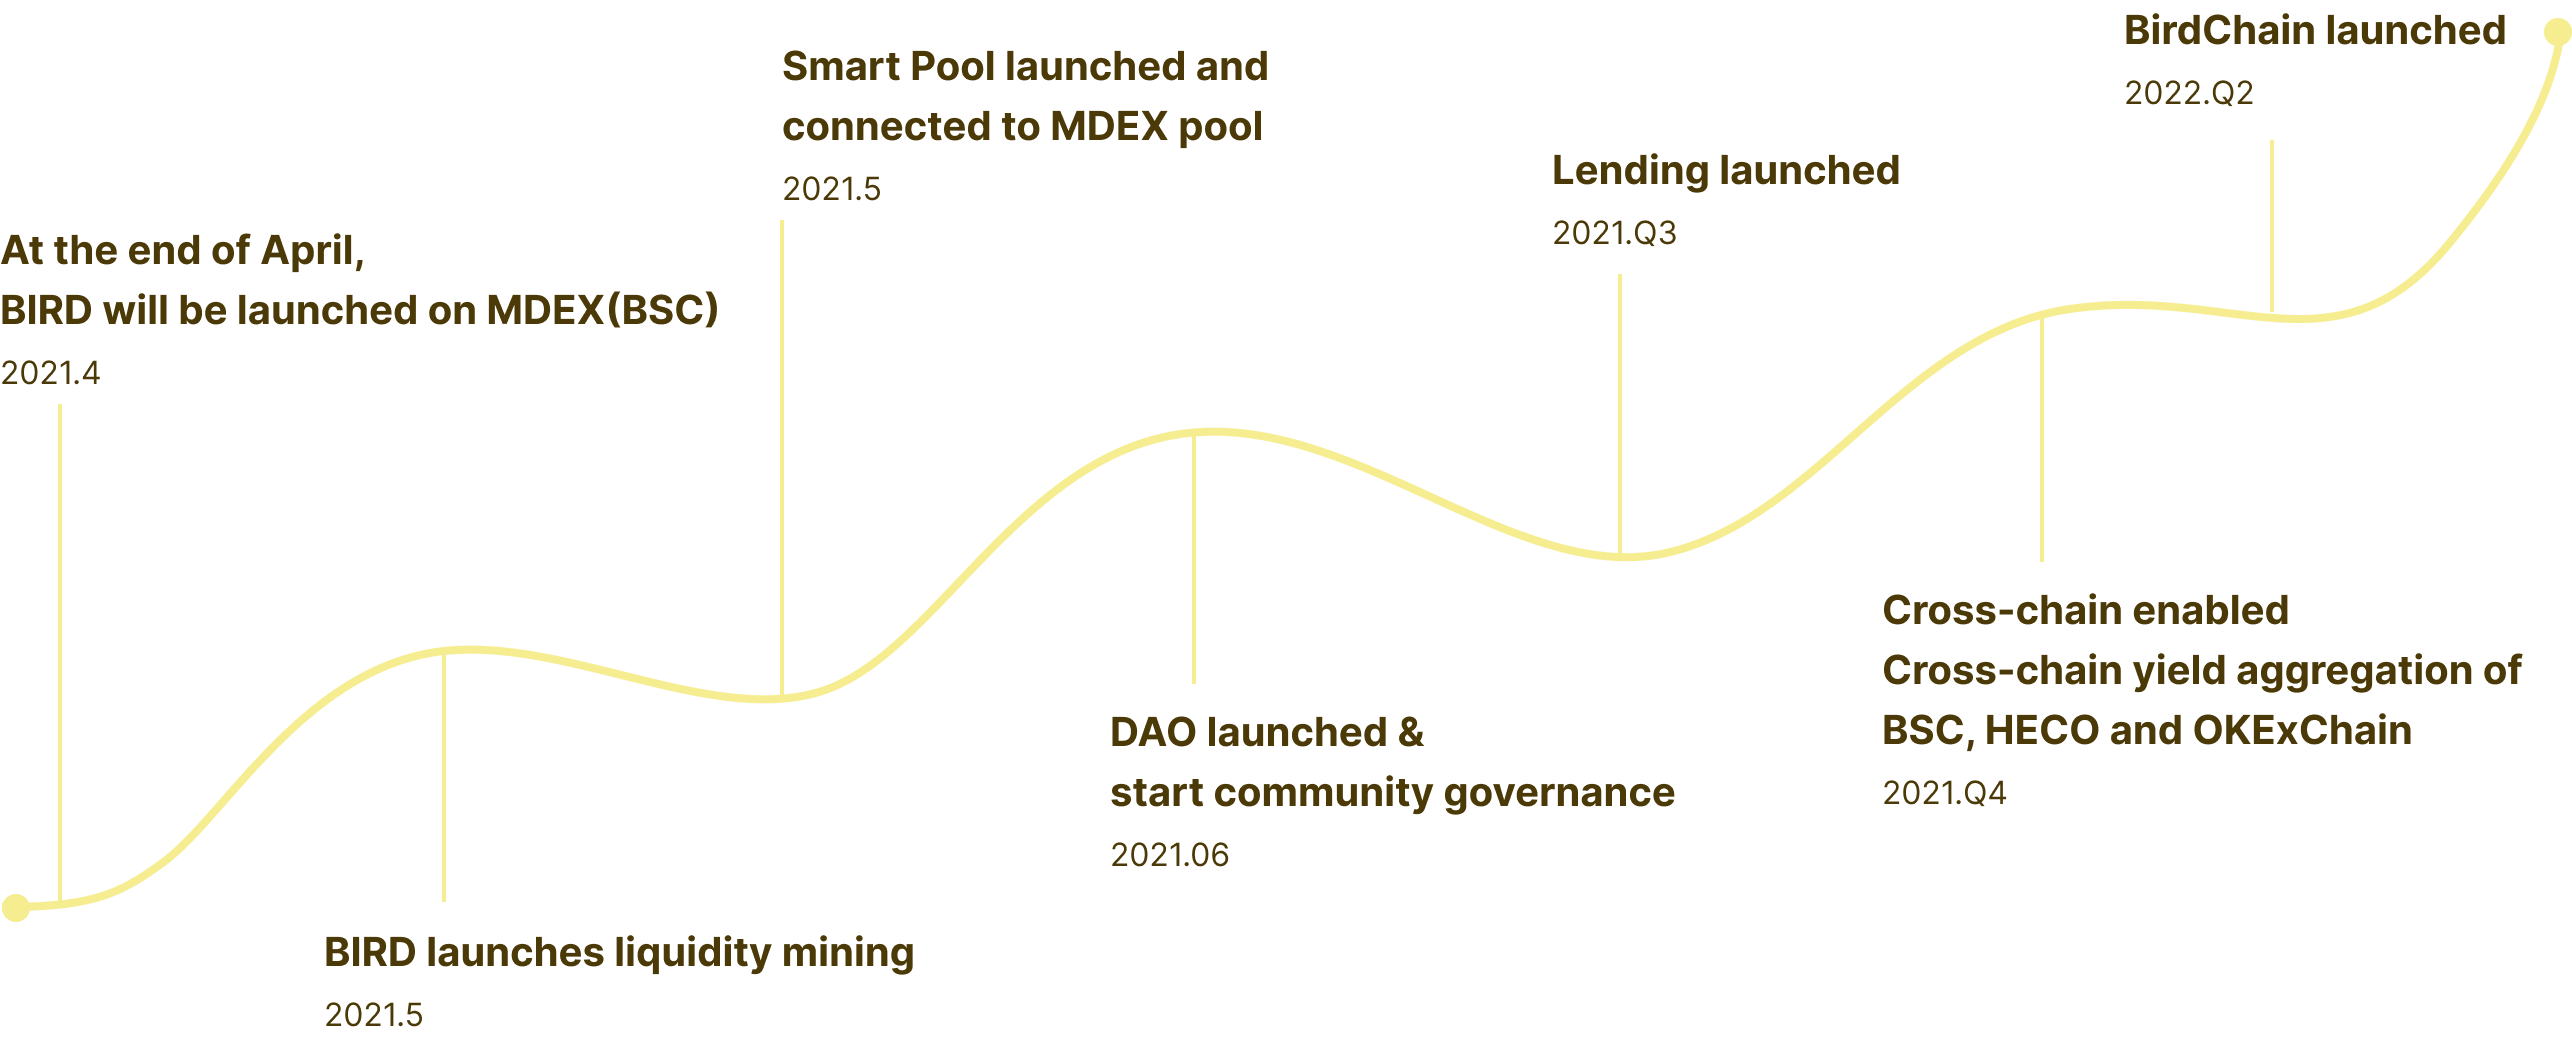 At the end of April,
BIRD will be launched on MDEX(BSC)
2021.4
BIRD launches liquidity mining
2021.5
Smart Pool launched and
connected to MDEX pool
2021.5
DAO launched &
start community governance
2021.06
Lending launched
2021.Q3
Cross-chain enabled
Cross-chain yield aggregation of
BSC, HECO and OKExChain
2021.Q4
BirdChain launched
2022.Q2